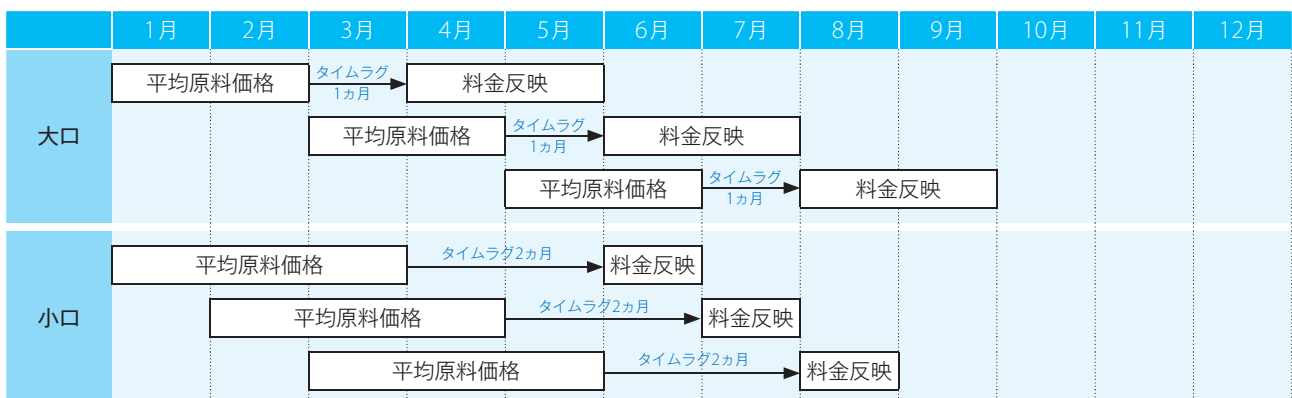 1月 2月 3月 4月 5月 6月 7月 8月 9月 10月 11月 12月
大口
平均原料価格 タイムラグ 1ヵ月 料金反映
平均原料価格 タイムラグ 1ヵ月 料金反映
平均原料価格 タイムラグ 1ヵ月 料金反映
小口
平均原料価格 タイムラグ2ヵ月 料金反映
平均原料価格 タイムラグ2ヵ月 料金反映
平均原料価格 タイムラグ2ヵ月 料金反映